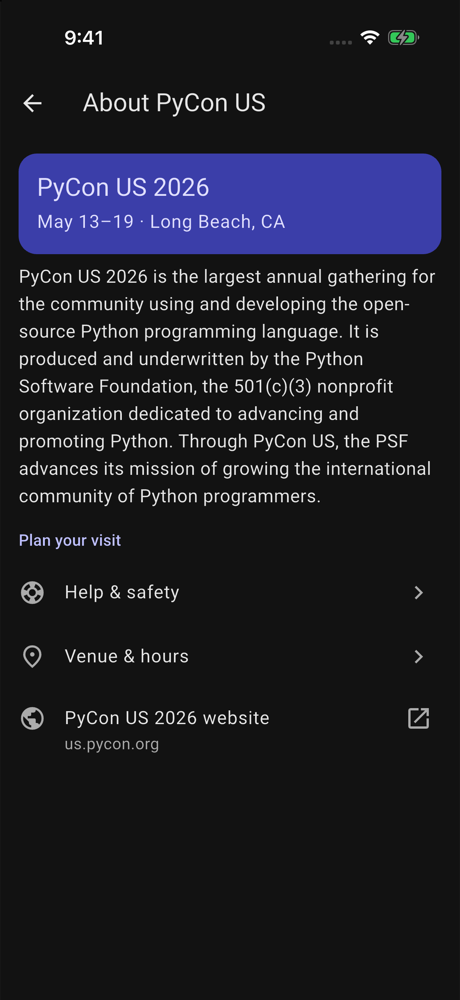 9:41
About PyCon US
PyCon US 2026
May 13–19 · Long Beach, CA
PyCon US 2026 is the largest annual gathering for
the community using and developing the open-
source Python programming language. It is
produced and underwritten by the Python
Software Foundation, the 501(c)(3) nonprofit
organization dedicated to advancing and
promoting Python. Through PyCon US, the PSF
advances its mission of growing the international
community of Python programmers.
Plan your visit
Help & safety
Venue & hours
PyCon US 2026 website
us.pycon.org